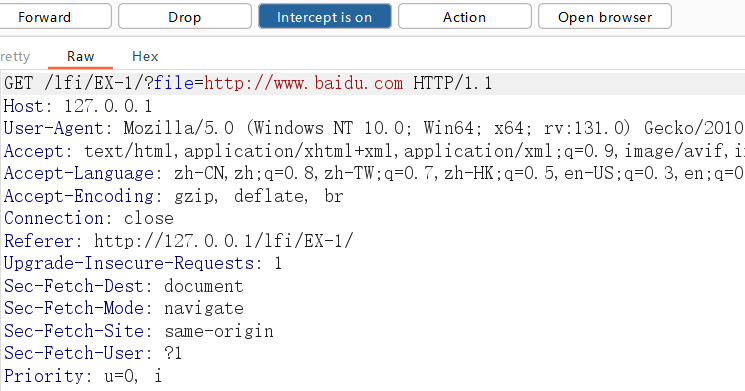 Forward Drop Intercept is on Action Open browser
retty Raw Hex
GET /lfi/EX-1/?file=http://www.baidu.com HTTP/1.1
Host: 127.0.0.1
User-Agent: Mozilla/5.0 (Windows NT 10.0; Win64; x64; rv:131.0) Gecko/2010
Accept: text/html,application/xhtml+xml,application/xml;q=0.9,image/avif,i
Accept-Language: zh-CN,zh;q=0.8,zh-TW;q=0.7,zh-HK;q=0.5,en-US;q=0.3,en;q=0
Accept-Encoding: gzip, deflate, br
Connection: close
Referer: http://127.0.0.1/lfi/EX-1/
Upgrade-Insecure-Requests: 1
Sec-Fetch-Dest: document
Sec-Fetch-Mode: navigate
Sec-Fetch-Site: same-origin
Sec-Fetch-User: ?1
Priority: u=0, i